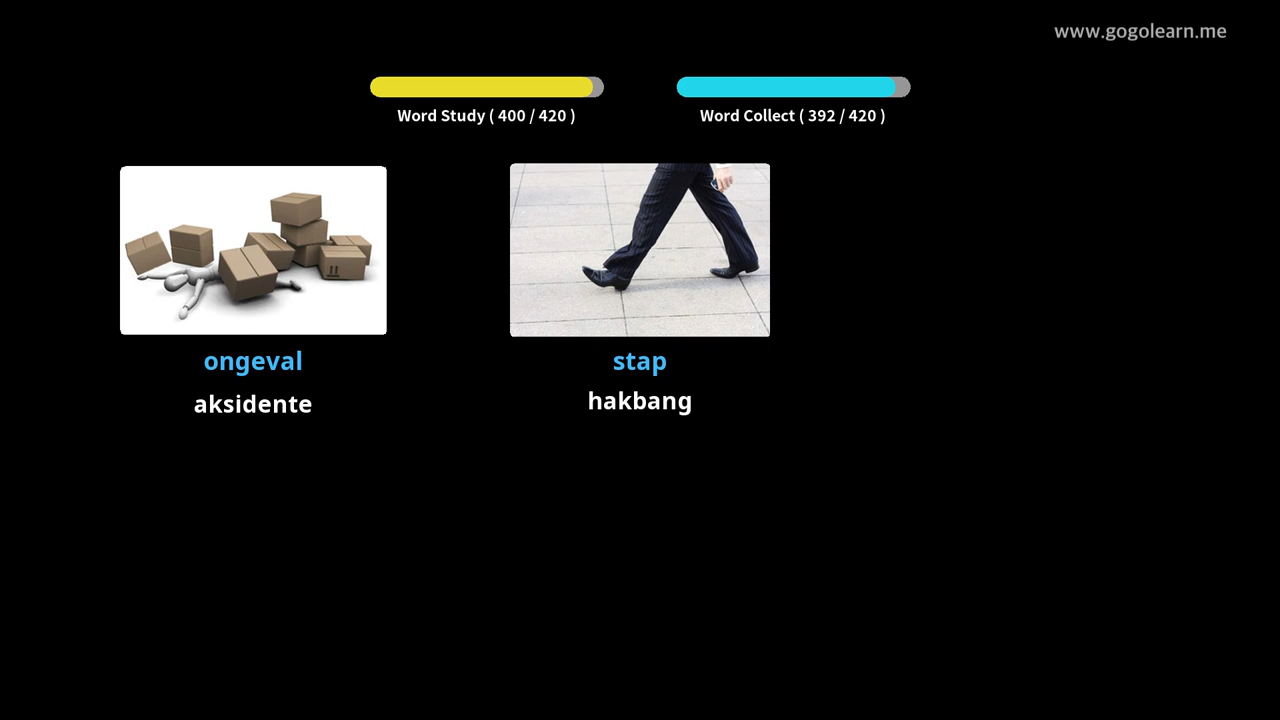 www.gogolearn.me
Word Study ( 400 / 420 )
Word Collect ( 392 / 420 )
ongeval
aksidente
stap
hakbang